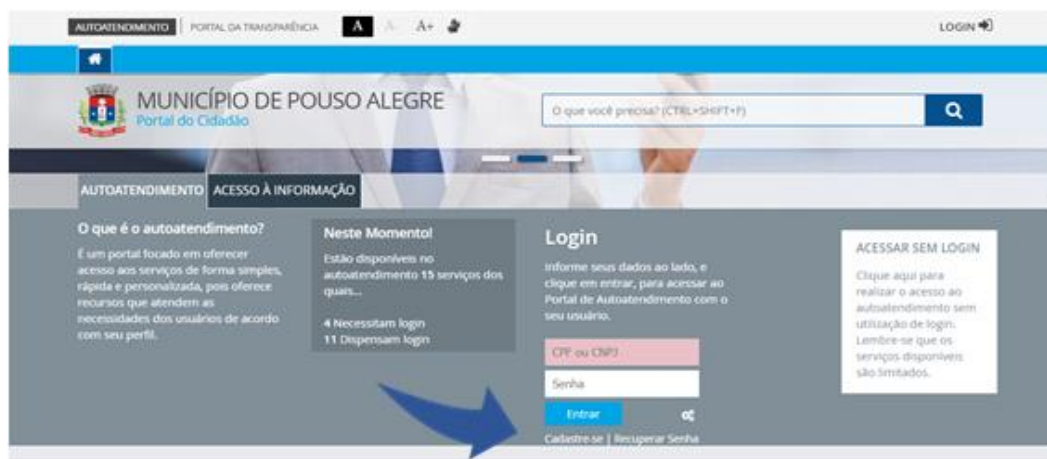 AUTOATENDIMENTO
PORTAL DA TRANSPARÊNCIA
A
A-
A+
LOGIN
MUNICÍPIO DE POUSO ALEGRE
Portal do Cidadão
O que você precisa? (CTRL+SHIFT+F)
AUTOATENDIMENTO
ACESSO À INFORMAÇÃO
O que é o autoatendimento?
É um portal focado em oferecer
acesso aos serviços de forma simples,
rápida e personalizada, pois oferece
recursos que atendem as
necessidades dos usuários de acordo
com seu perfil.
Neste Momento!
Estão disponíveis no
autoatendimento 15 serviços dos
quais...
4 Necessitam login
11 Dispensam login
Login
Informe seus dados ao lado, e
clique em entrar, para acessar ao
Portal de Autoatendimento com o
seu usuário.
CPF ou CNPJ
Senha
Entrar
Cadastre-se | Recuperar Senha
ACESSAR SEM LOGIN
Clique aqui para
realizar o acesso ao
autoatendimento sem
utilização de login.
Lembre-se que os
serviços disponíveis
são limitados.